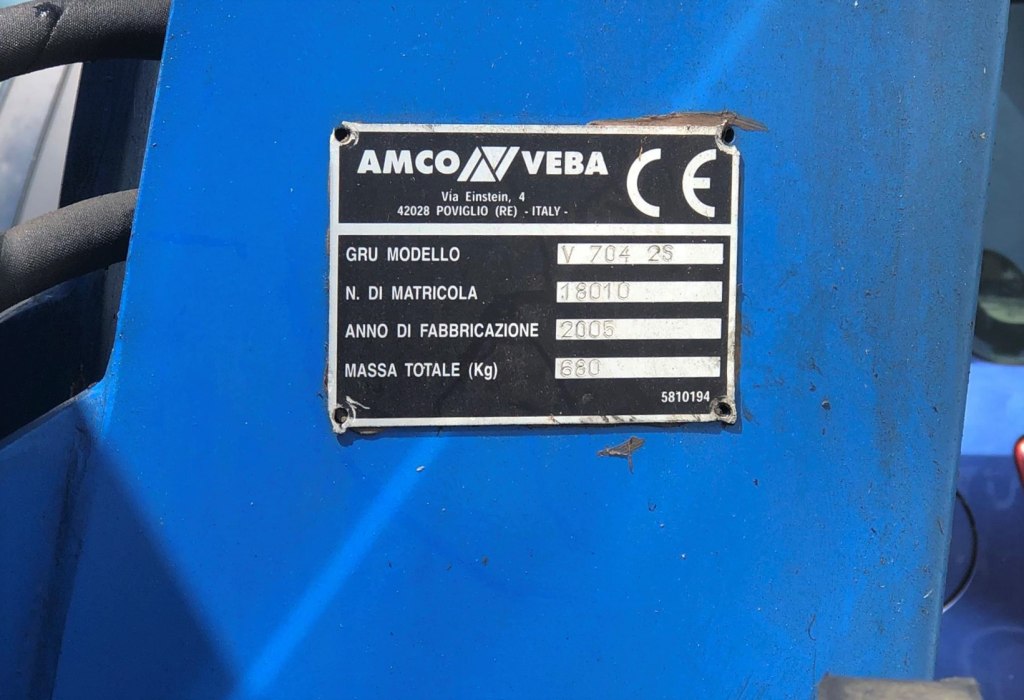 AMCO VEBA CE
Via Einstein, 4
42028 POVIGLIO (RE) - ITALY -
GRU MODELLO V 704 2S
N. DI MATRICOLA 18010
ANNO DI FABBRICAZIONE 2005
MASSA TOTALE (Kg) 680
5810194